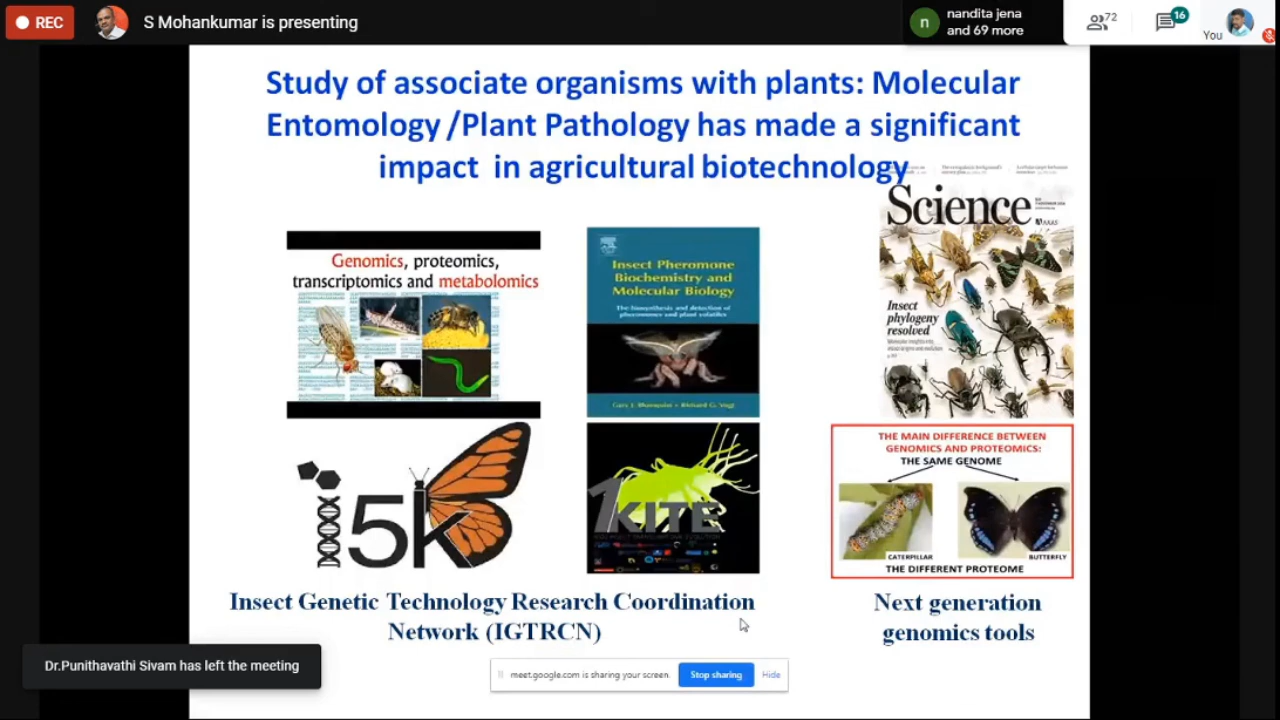 REC
S Mohankumar is presenting
n
nandita jena
and 69 more
72
16
You
Study of associate organisms with plants: Molecular
Entomology /Plant Pathology has made a significant
impact in agricultural biotechnology
Science
AAAS
Insect
phylogeny
resolved
Genomics, proteomics,
transcriptomics and metabolomics
Insect Pheromone
Biochemistry and
Molecular Biology
The biosynthesis and detection of
pheromones and plant volatiles
i5k
1KITE
THE MAIN DIFFERENCE BETWEEN
GENOMICS AND PROTEOMICS:
THE SAME GENOME
CATERPILLAR
BUTTERFLY
THE DIFFERENT PROTEOME
Insect Genetic Technology Research Coordination
Network (IGTRCN)
Next generation
genomics tools
Dr.Punithavathi Sivam has left the meeting
meet.google.com is sharing your screen.
Stop sharing
Hide